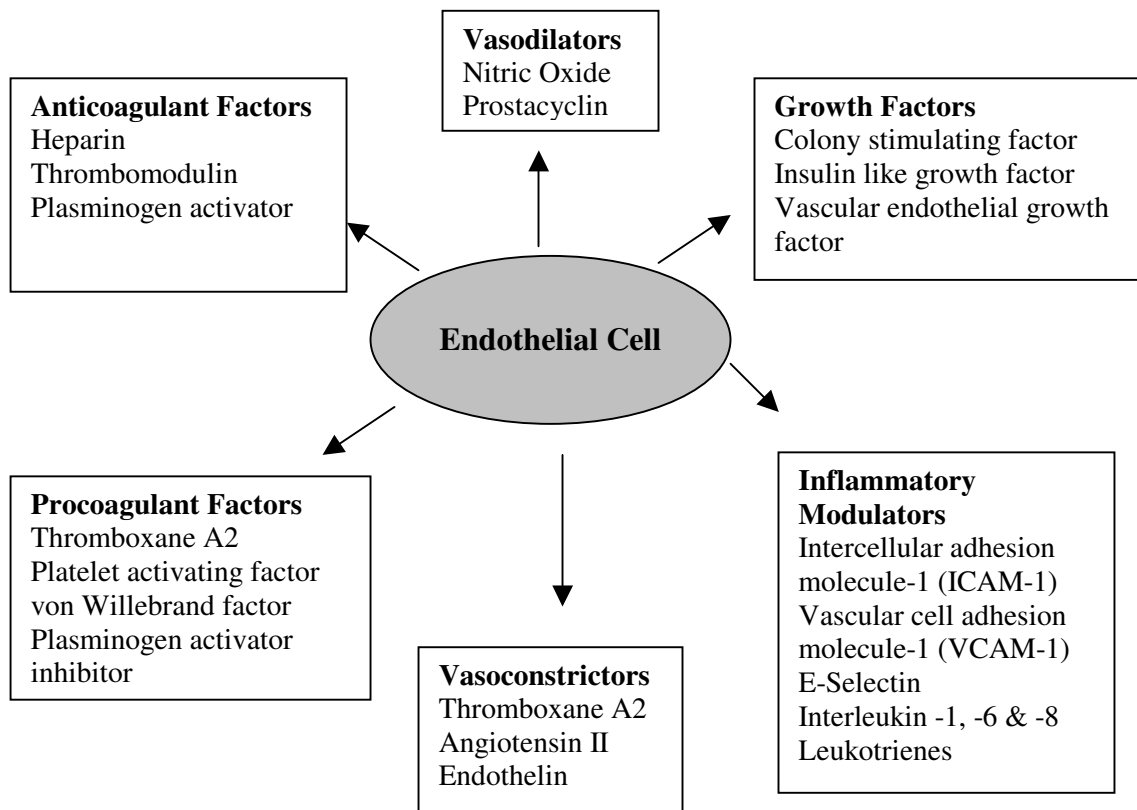 Vasodilators
Nitric Oxide
Prostacyclin
Anticoagulant Factors
Heparin
Thrombomodulin
Plasminogen activator
Growth Factors
Colony stimulating factor
Insulin like growth factor
Vascular endothelial growth
factor
Endothelial Cell
Procoagulant Factors
Thromboxane A2
Platelet activating factor
von Willebrand factor
Plasminogen activator
inhibitor
Vasoconstrictors
Thromboxane A2
Angiotensin II
Endothelin
Inflammatory
Modulators
Intercellular adhesion
molecule-1 (ICAM-1)
Vascular cell adhesion
molecule-1 (VCAM-1)
E-Selectin
Interleukin -1, -6 & -8
Leukotrienes